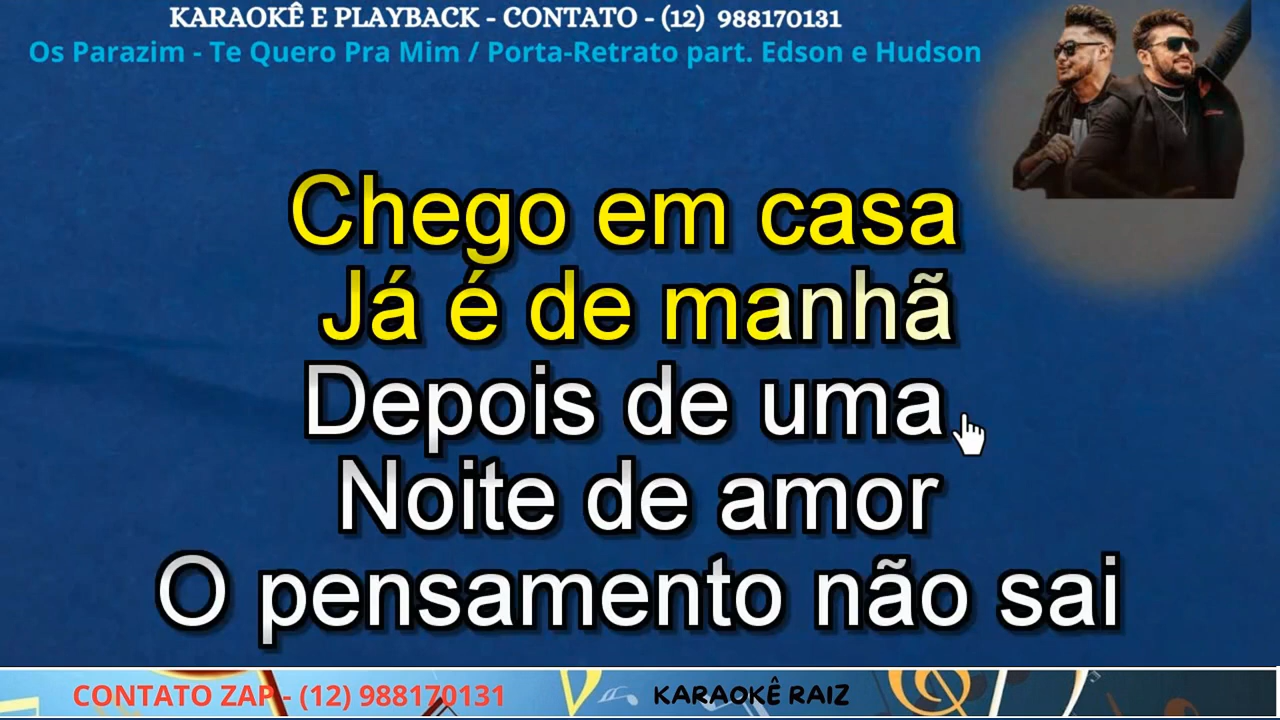 KARAOKÊ E PLAYBACK - CONTATO - (12) 988170131
Os Parazim - Te Quero Pra Mim / Porta-Retrato part. Edson e Hudson
Chego em casa
Já é de manhã
Depois de uma
Noite de amor
O pensamento não sai
CONTATO ZAP - (12) 988170131
KARAOKÊ RAIZ